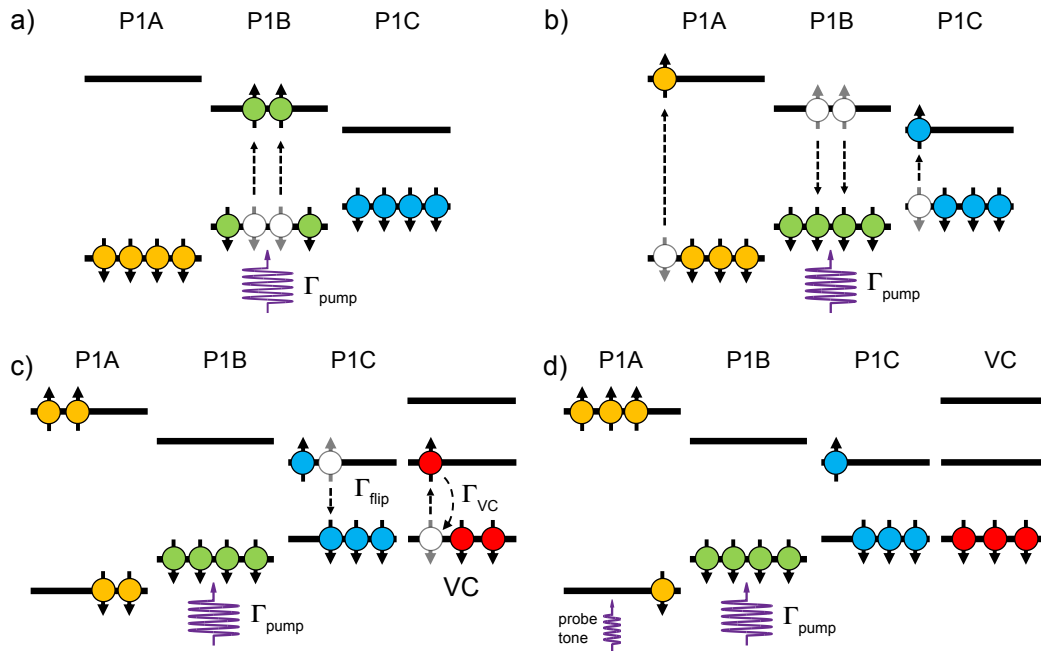 a)
P1A P1B P1C
Γpump
b)
P1A P1B P1C
Γpump
c)
P1A P1B P1C
Γflip
ΓVC
VC
Γpump
d)
P1A P1B P1C VC
probe
tone
Γpump